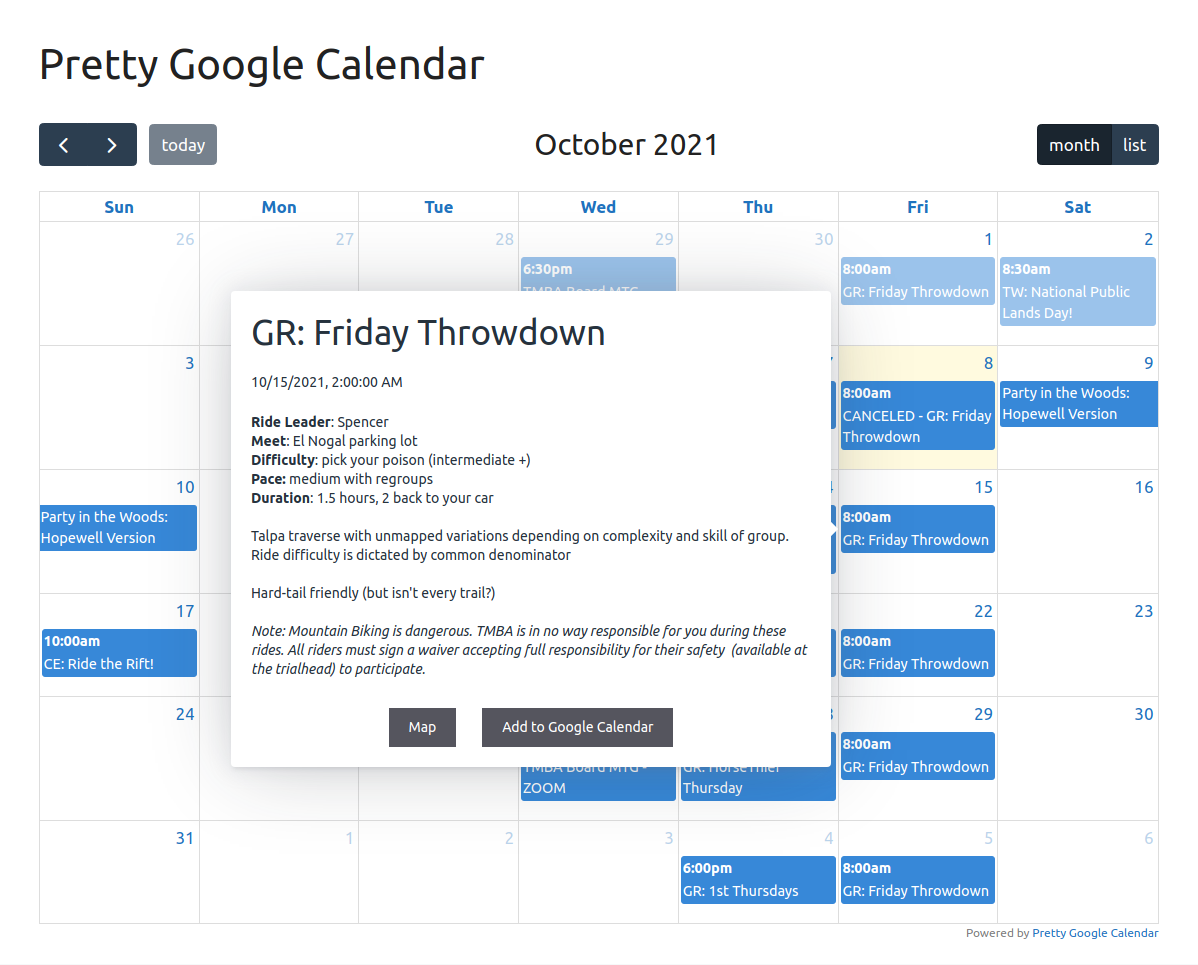 Pretty Google Calendar
today
October 2021
month list
Sun Mon Tue Wed Thu Fri Sat
26 27 28 29 30 1 2
6:30pm
TMBA Board MTG
8:00am
GR: Friday Throwdown
8:30am
TW: National Public
Lands Day!
GR: Friday Throwdown
10/15/2021, 2:00:00 AM
Ride Leader: Spencer
Meet: El Nogal parking lot
Difficulty: pick your poison (intermediate +)
Pace: medium with regroups
Duration: 1.5 hours, 2 back to your car
Talpa traverse with unmapped variations depending on complexity and skill of group.
Ride difficulty is dictated by common denominator
Hard-tail friendly (but isn't every trail?)
Note: Mountain Biking is dangerous. TMBA is in no way responsible for you during these
rides. All riders must sign a waiver accepting full responsibility for their safety (available at
the trialhead) to participate.
Map
Add to Google Calendar
3 8 9
8:00am
CANCELED - GR: Friday
Throwdown
Party in the Woods:
Hopewell Version
10 15 16
Party in the Woods:
Hopewell Version
8:00am
GR: Friday Throwdown
17 22 23
10:00am
CE: Ride the Rift!
8:00am
GR: Friday Throwdown
24 29 30
TMBA Board MTG -
ZOOM
GR: HorseThief
Thursday
8:00am
GR: Friday Throwdown
31 1 2 3 4 5 6
6:00pm
GR: 1st Thursdays
8:00am
GR: Friday Throwdown
Powered by Pretty Google Calendar